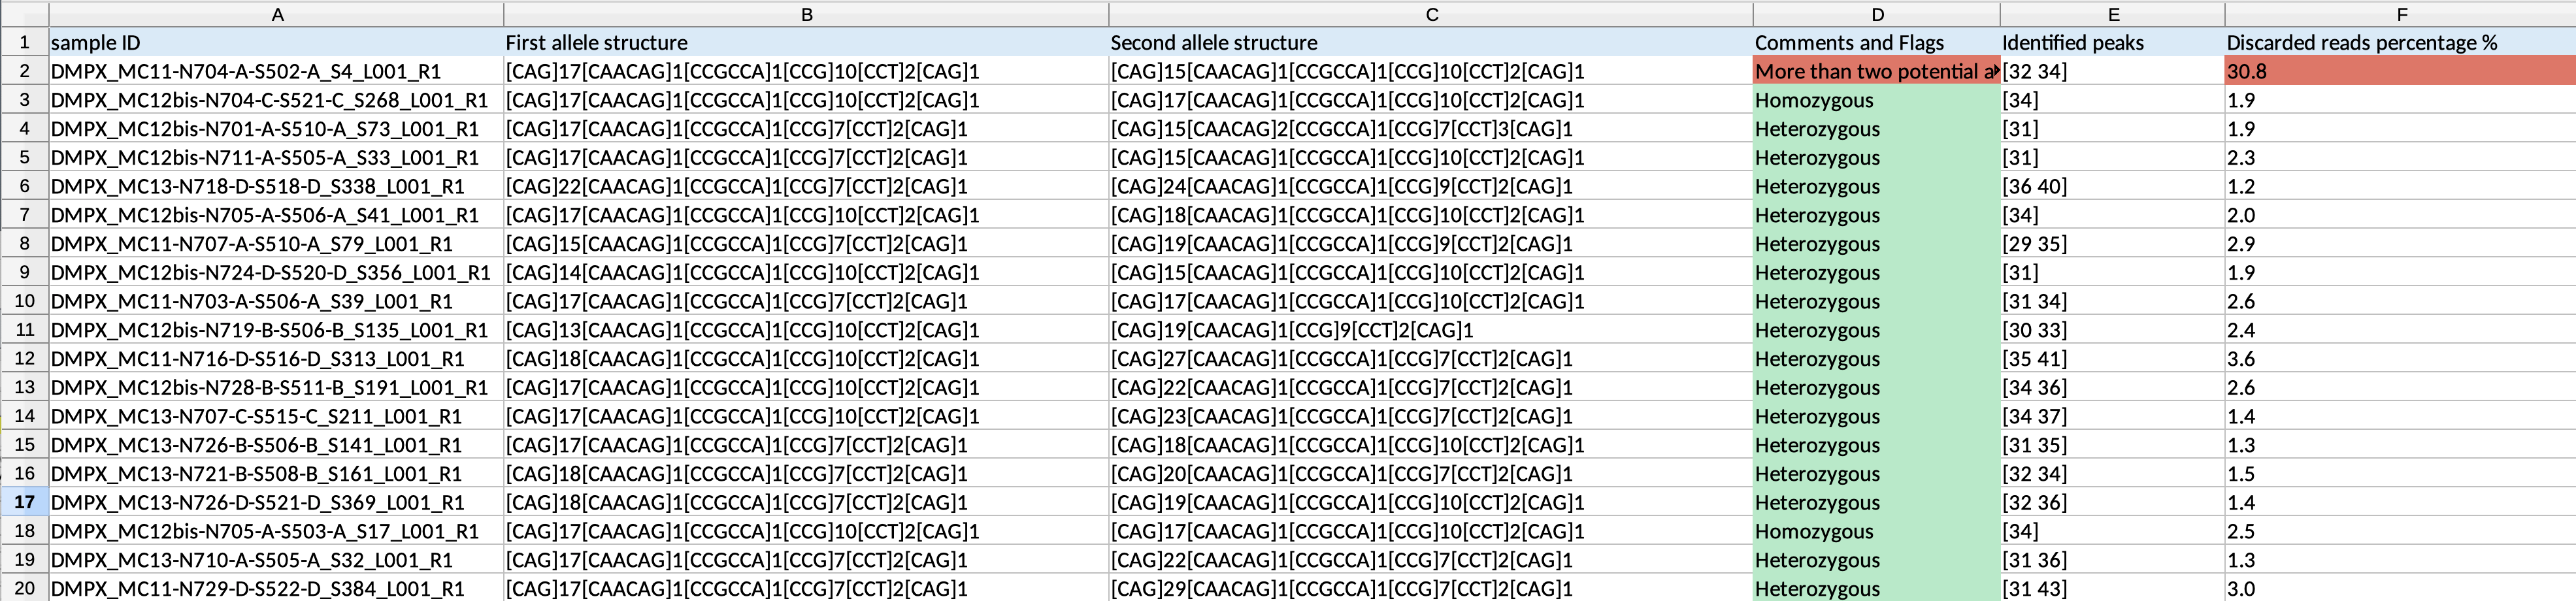 A B C D E F
1 sample ID First allele structure Second allele structure Comments and Flags Identified peaks Discarded reads percentage %
2 DMPX_MC11-N704-A-S502-A_S4_L001_R1 [CAG]17[CAACAG]1[CCGCCA]1[CCG]10[CCT]2[CAG]1 [CAG]15[CAACAG]1[CCGCCA]1[CCG]10[CCT]2[CAG]1 More than two potential a [32 34] 30.8
3 DMPX_MC12bis-N704-C-S521-C_S268_L001_R1 [CAG]17[CAACAG]1[CCGCCA]1[CCG]10[CCT]2[CAG]1 [CAG]17[CAACAG]1[CCGCCA]1[CCG]10[CCT]2[CAG]1 Homozygous [34] 1.9
4 DMPX_MC12bis-N701-A-S510-A_S73_L001_R1 [CAG]17[CAACAG]1[CCGCCA]1[CCG]7[CCT]2[CAG]1 [CAG]15[CAACAG]2[CCGCCA]1[CCG]7[CCT]3[CAG]1 Heterozygous [31] 1.9
5 DMPX_MC12bis-N711-A-S505-A_S33_L001_R1 [CAG]17[CAACAG]1[CCGCCA]1[CCG]7[CCT]2[CAG]1 [CAG]15[CAACAG]1[CCGCCA]1[CCG]10[CCT]2[CAG]1 Heterozygous [31] 2.3
6 DMPX_MC13-N718-D-S518-D_S338_L001_R1 [CAG]22[CAACAG]1[CCGCCA]1[CCG]7[CCT]2[CAG]1 [CAG]24[CAACAG]1[CCGCCA]1[CCG]9[CCT]2[CAG]1 Heterozygous [36 40] 1.2
7 DMPX_MC12bis-N705-A-S506-A_S41_L001_R1 [CAG]17[CAACAG]1[CCGCCA]1[CCG]10[CCT]2[CAG]1 [CAG]18[CAACAG]1[CCGCCA]1[CCG]10[CCT]2[CAG]1 Heterozygous [34] 2.0
8 DMPX_MC11-N707-A-S510-A_S79_L001_R1 [CAG]15[CAACAG]1[CCGCCA]1[CCG]7[CCT]2[CAG]1 [CAG]19[CAACAG]1[CCGCCA]1[CCG]9[CCT]2[CAG]1 Heterozygous [29 35] 2.9
9 DMPX_MC12bis-N724-D-S520-D_S356_L001_R1 [CAG]14[CAACAG]1[CCGCCA]1[CCG]10[CCT]2[CAG]1 [CAG]15[CAACAG]1[CCGCCA]1[CCG]10[CCT]2[CAG]1 Heterozygous [31] 1.9
10 DMPX_MC11-N703-A-S506-A_S39_L001_R1 [CAG]17[CAACAG]1[CCGCCA]1[CCG]7[CCT]2[CAG]1 [CAG]17[CAACAG]1[CCGCCA]1[CCG]10[CCT]2[CAG]1 Heterozygous [31 34] 2.6
11 DMPX_MC12bis-N719-B-S506-B_S135_L001_R1 [CAG]13[CAACAG]1[CCGCCA]1[CCG]10[CCT]2[CAG]1 [CAG]19[CAACAG]1[CCG]9[CCT]2[CAG]1 Heterozygous [30 33] 2.4
12 DMPX_MC11-N716-D-S516-D_S313_L001_R1 [CAG]18[CAACAG]1[CCGCCA]1[CCG]10[CCT]2[CAG]1 [CAG]27[CAACAG]1[CCGCCA]1[CCG]7[CCT]2[CAG]1 Heterozygous [35 41] 3.6
13 DMPX_MC12bis-N728-B-S511-B_S191_L001_R1 [CAG]17[CAACAG]1[CCGCCA]1[CCG]10[CCT]2[CAG]1 [CAG]22[CAACAG]1[CCGCCA]1[CCG]7[CCT]2[CAG]1 Heterozygous [34 36] 2.6
14 DMPX_MC13-N707-C-S515-C_S211_L001_R1 [CAG]17[CAACAG]1[CCGCCA]1[CCG]10[CCT]2[CAG]1 [CAG]23[CAACAG]1[CCGCCA]1[CCG]7[CCT]2[CAG]1 Heterozygous [34 37] 1.4
15 DMPX_MC13-N726-B-S506-B_S141_L001_R1 [CAG]17[CAACAG]1[CCGCCA]1[CCG]7[CCT]2[CAG]1 [CAG]18[CAACAG]1[CCGCCA]1[CCG]10[CCT]2[CAG]1 Heterozygous [31 35] 1.3
16 DMPX_MC13-N721-B-S508-B_S161_L001_R1 [CAG]18[CAACAG]1[CCGCCA]1[CCG]7[CCT]2[CAG]1 [CAG]20[CAACAG]1[CCGCCA]1[CCG]7[CCT]2[CAG]1 Heterozygous [32 34] 1.5
17 DMPX_MC13-N726-D-S521-D_S369_L001_R1 [CAG]18[CAACAG]1[CCGCCA]1[CCG]7[CCT]2[CAG]1 [CAG]19[CAACAG]1[CCGCCA]1[CCG]10[CCT]2[CAG]1 Heterozygous [32 36] 1.4
18 DMPX_MC12bis-N705-A-S503-A_S17_L001_R1 [CAG]17[CAACAG]1[CCGCCA]1[CCG]10[CCT]2[CAG]1 [CAG]17[CAACAG]1[CCGCCA]1[CCG]10[CCT]2[CAG]1 Homozygous [34] 2.5
19 DMPX_MC13-N710-A-S505-A_S32_L001_R1 [CAG]17[CAACAG]1[CCGCCA]1[CCG]7[CCT]2[CAG]1 [CAG]22[CAACAG]1[CCGCCA]1[CCG]7[CCT]2[CAG]1 Heterozygous [31 36] 1.3
20 DMPX_MC11-N729-D-S522-D_S384_L001_R1 [CAG]17[CAACAG]1[CCGCCA]1[CCG]7[CCT]2[CAG]1 [CAG]29[CAACAG]1[CCGCCA]1[CCG]7[CCT]2[CAG]1 Heterozygous [31 43] 3.0